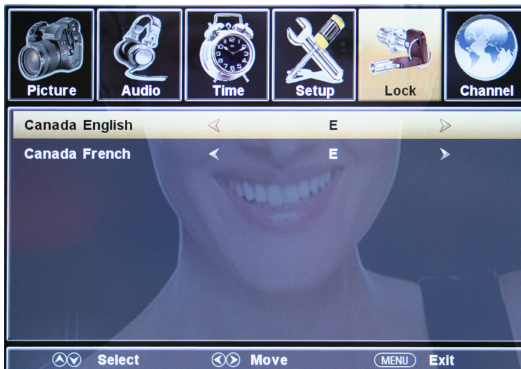 Picture Audio Time Setup Lock Channel
Canada English E
Canada French E
Select Move MENU Exit